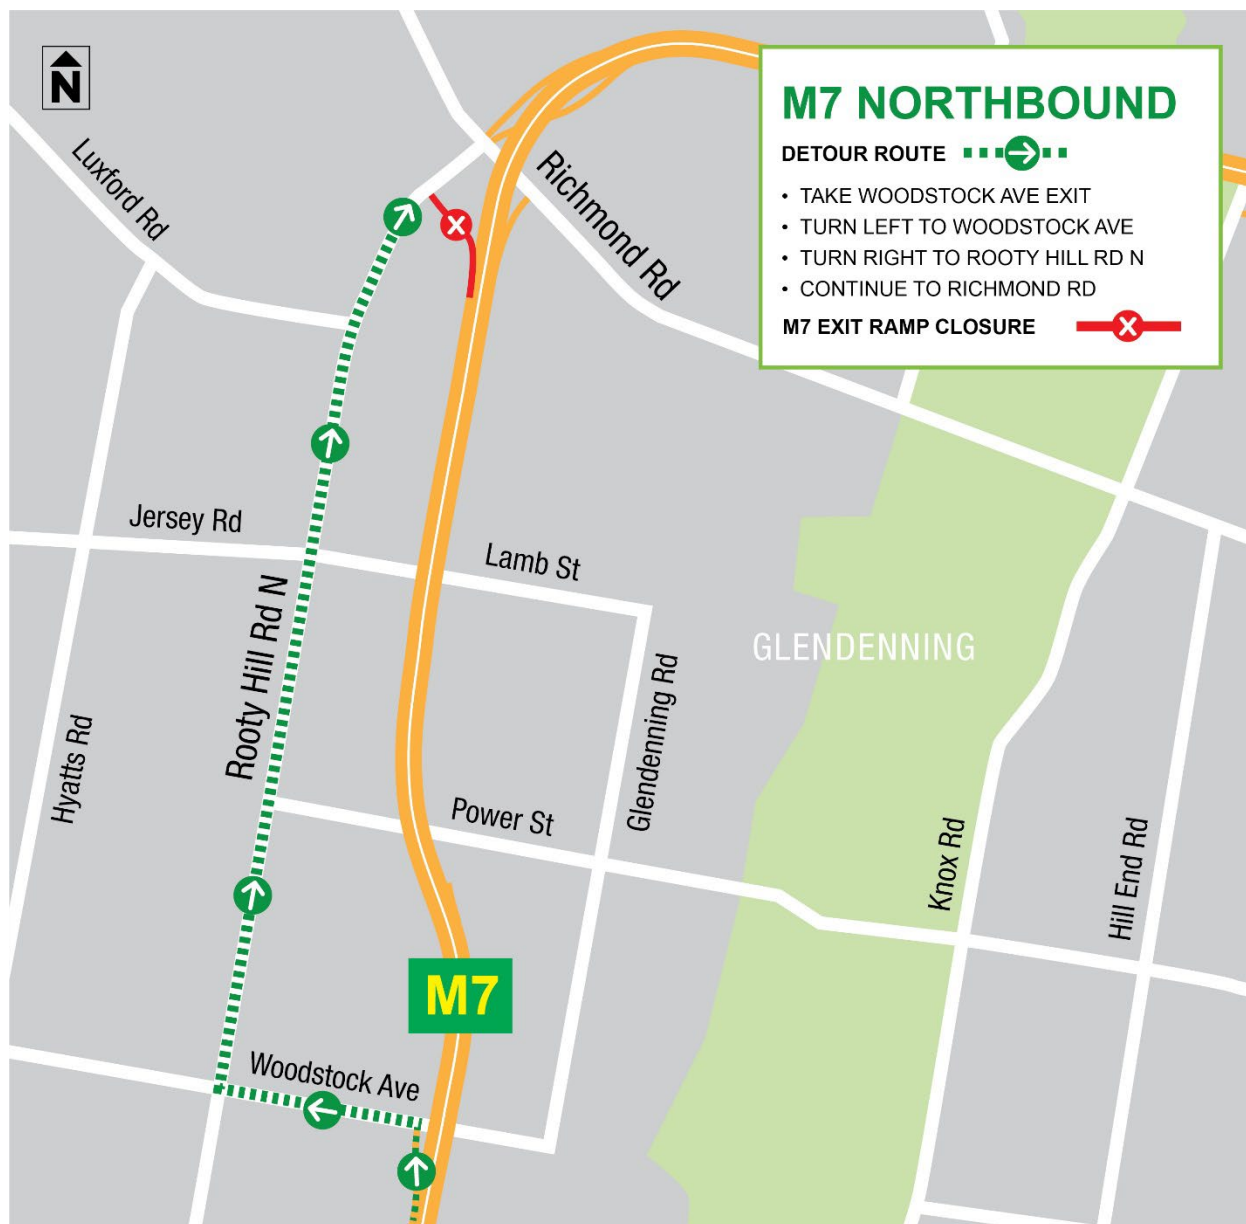 N
M7 NORTHBOUND
DETOUR ROUTE
• TAKE WOODSTOCK AVE EXIT
• TURN LEFT TO WOODSTOCK AVE
• TURN RIGHT TO ROOTY HILL RD N
• CONTINUE TO RICHMOND RD
M7 EXIT RAMP CLOSURE
Luxford Rd
Richmond Rd
Jersey Rd
Lamb St
Rooty Hill Rd N
GLENDENNING
Hyatts Rd
Glendenning Rd
Power St
Knox Rd
Hill End Rd
M7
Woodstock Ave